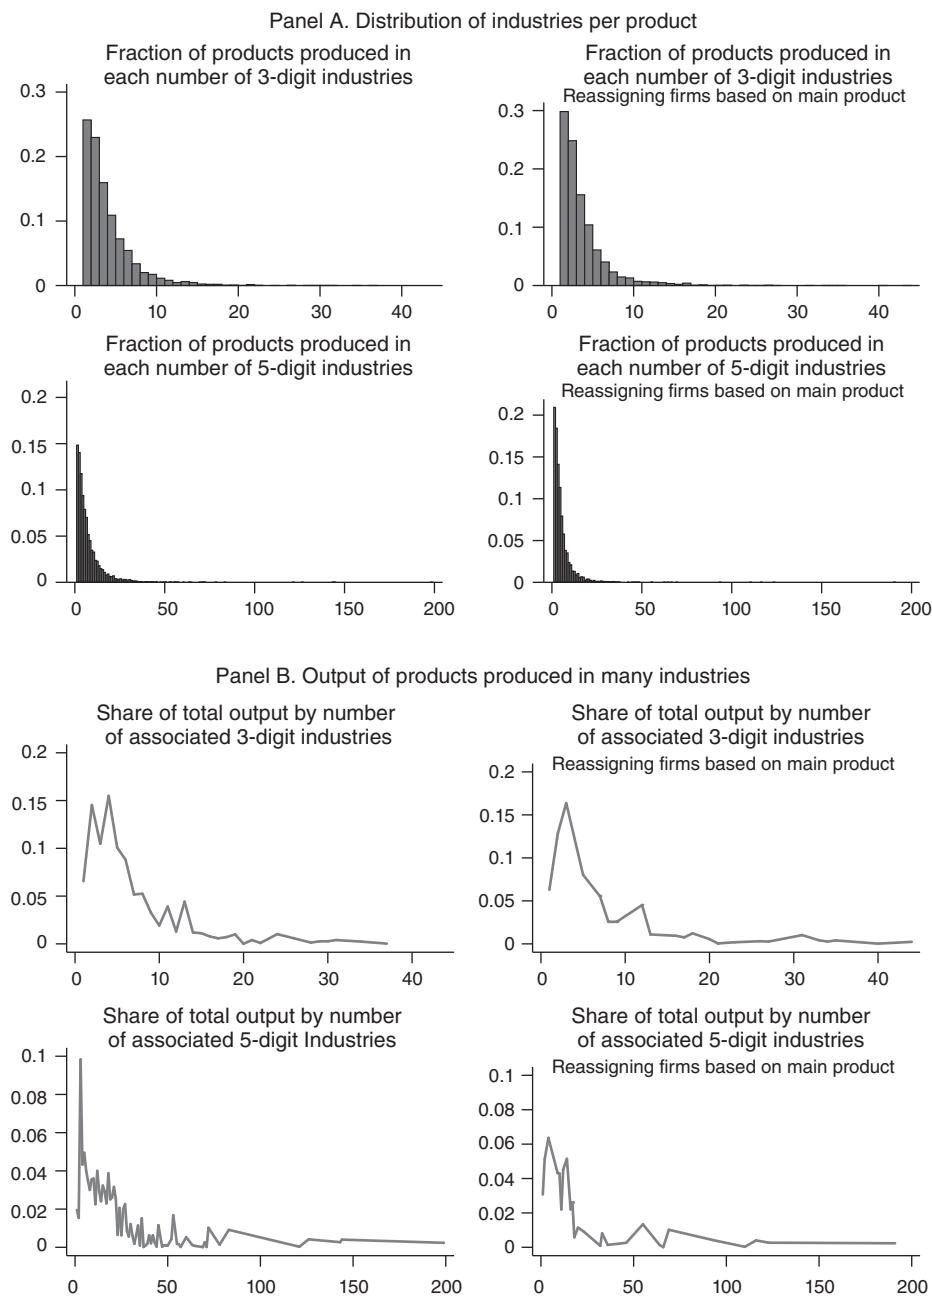 Panel A. Distribution of industries per product
Fraction of products produced in
each number of 3-digit industries
0.3
0.2
0.1
0
0 10 20 30 40
Fraction of products produced in
each number of 3-digit industries
Reassigning firms based on main product
0.3
0.2
0.1
0
0 10 20 30 40
Fraction of products produced in
each number of 5-digit industries
0.2
0.15
0.1
0.05
0
0 50 100 150 200
Fraction of products produced in
each number of 5-digit industries
Reassigning firms based on main product
0.2
0.15
0.1
0.05
0
0 50 100 150 200
Panel B. Output of products produced in many industries
Share of total output by number
of associated 3-digit industries
0.2
0.15
0.1
0.05
0
0 10 20 30 40
Share of total output by number
of associated 3-digit industries
Reassigning firms based on main product
0.2
0.15
0.1
0.05
0
0 10 20 30 40
Share of total output by number
of associated 5-digit Industries
0.1
0.08
0.06
0.04
0.02
0
0 50 100 150 200
Share of total output by number
of associated 5-digit industries
Reassigning firms based on main product
0.1
0.08
0.06
0.04
0.02
0
0 50 100 150 200